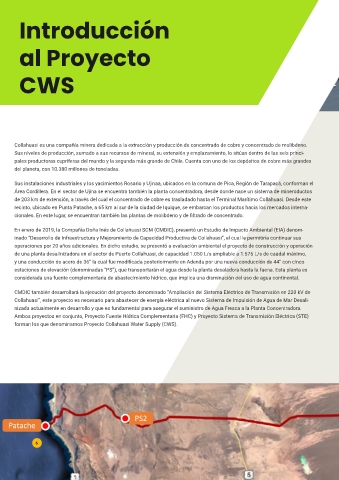 Introducción
al Proyecto
CWS
Collahuasi es una compañía minera dedicada a la extracción y producción de concentrado de cobre y concentrado de molibdeno.
Sus niveles de producción, sumado a sus recursos de mineral, su extensión y emplazamiento, lo sitúan dentro de las seis princi-
pales productoras cupríferas del mundo y la segunda más grande de Chile. Cuenta con uno de los depósitos de cobre más grandes
del planeta, con 10.380 millones de toneladas.
Sus instalaciones industriales y los yacimientos Rosario y Ujinas, ubicados en la comuna de Pica, Región de Tarapacá, conforman el
Área Cordillera. En el sector de Ujina se encuentra también la planta concentradora, desde donde nace un sistema de mineroductos
de 203 km de extensión, a través del cual el concentrado de cobre es trasladado hasta el Terminal Marítimo Collahuasi. Desde este
recinto, ubicado en Punta Patache, a 65 km al sur de la ciudad de Iquique, se embarcan los productos hacia los mercados interna-
cionales. En este lugar, se encuentran también las plantas de molibdeno y de filtrado de concentrado.
En enero de 2019, la Compañía Doña Inés de Collahuasi SCM (CMDIC), presentó un Estudio de Impacto Ambiental (EIA) denom-
inado "Desarrollo de Infraestructura y Mejoramiento de Capacidad Productiva de Collahuasi", el cual le permitiría continuar sus
operaciones por 20 años adicionales. En dicho estudio, se presentó a evaluación ambiental el proyecto de construcción y operación
de una planta desalinizadora en el sector de Puerto Collahuasi, de capacidad 1.050 L/s ampliable a 1.575 L/s de caudal máximo,
y una conducción de acero de 36" la cual fue modificada posteriormente en Adenda por una nueva conducción de 44" con cinco
estaciones de elevación (denominadas "PS"), que transportarán el agua desde la planta desaladora hasta la faena. Esta planta es
considerada una fuente complementaria de abastecimiento hídrico, que implica una disminución del uso de agua continental.
CMDIC también desarrollará la ejecución del proyecto denominado "Ampliación del Sistema Eléctrico de Transmisión en 220 kV de
Collahuasi", este proyecto es necesario para abastecer de energía eléctrica al nuevo Sistema de Impulsión de Agua de Mar Desali-
nizada actualmente en desarrollo y que es fundamental para asegurar el suministro de Agua Fresca a la Planta Concentradora.
Ambos proyectos en conjunto, Proyecto Fuente Hídrica Complementaria (FHC) y Proyecto Sistema de Transmisión Eléctrica (STE)
forman los que denominamos Proyecto Collahuasi Water Supply (CWS).
PS2
Patache
1
5